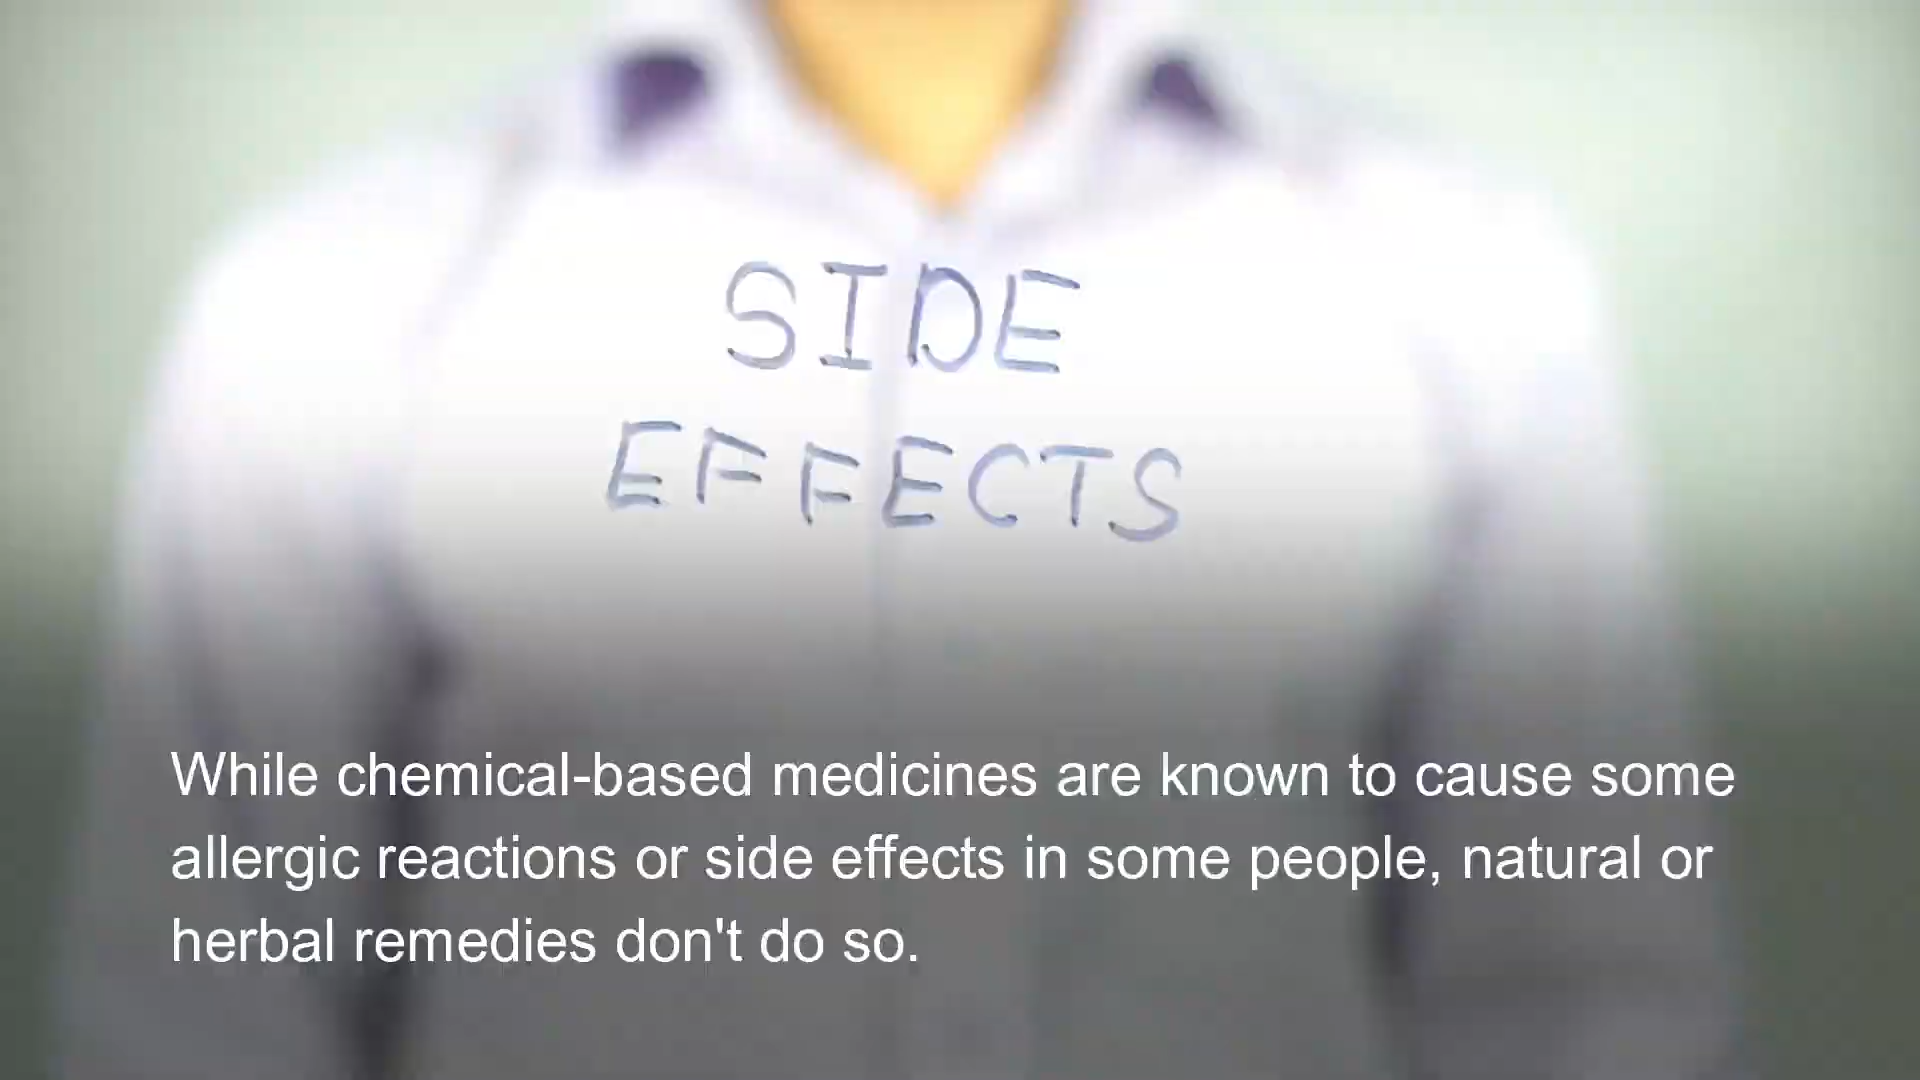 SIDE
EFFECTS
While chemical-based medicines are known to cause some
allergic reactions or side effects in some people, natural or
herbal remedies don't do so.